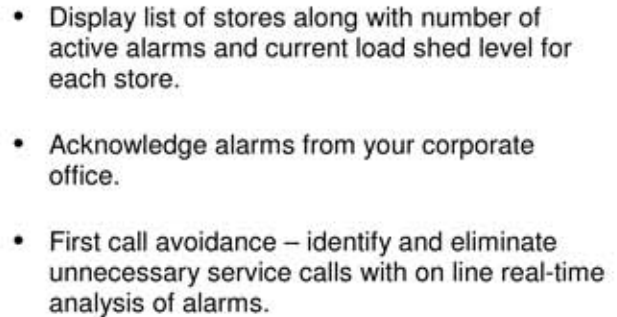 • Display list of stores along with number of
active alarms and current load shed level for
each store.
• Acknowledge alarms from your corporate
office.
• First call avoidance – identify and eliminate
unnecessary service calls with on line real-time
analysis of alarms.